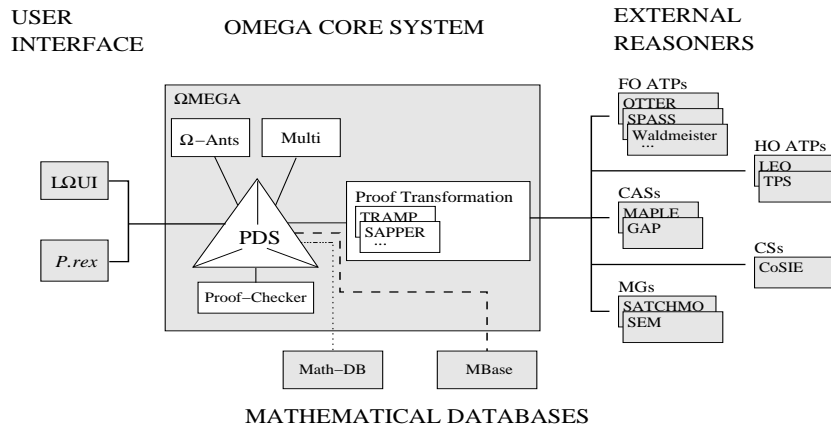 USER
INTERFACE
OMEGA CORE SYSTEM
EXTERNAL
REASONERS
ΩMEGA
Ω−Ants
Multi
LΩUI
P.rex
PDS
Proof−Checker
Proof Transformation
TRAMP
SAPPER
...
FO ATPs
OTTER
SPASS
Waldmeister
...
HO ATPs
LEO
TPS
CASs
MAPLE
GAP
CSs
CoSIE
MGs
SATCHMO
SEM
Math−DB
MBase
MATHEMATICAL DATABASES